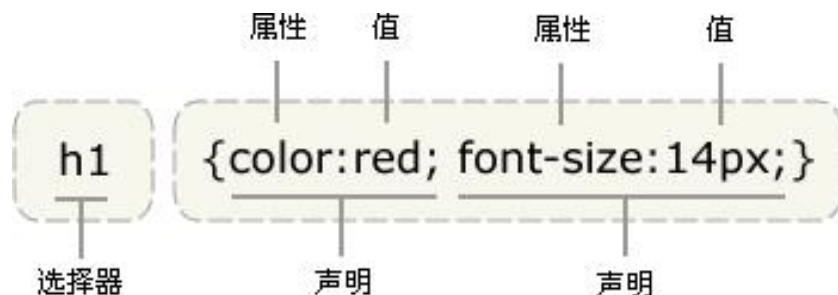 属性 值 属性 值
h1 {color:red; font-size:14px;}
选择器 声明 声明